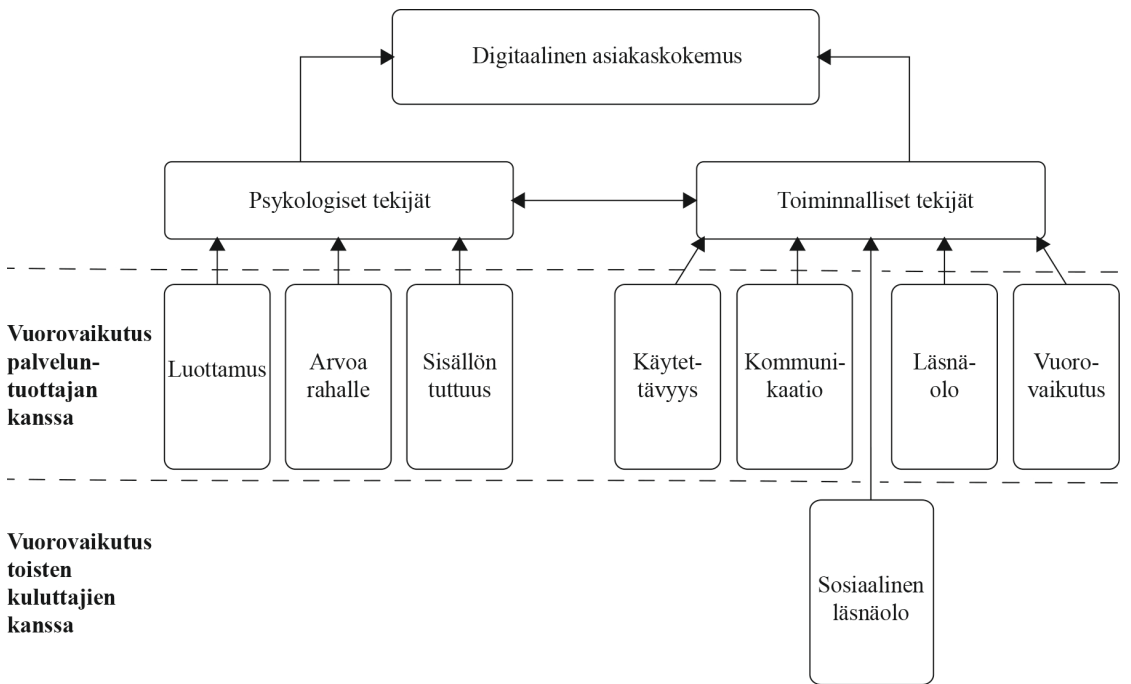 Digitaalinen asiakaskokemus
Psykologiset tekijät
Toiminnalliset tekijät
Vuorovaikutus
palvelun-
tuottajan
kanssa
Luottamus
Arvoa
rahalle
Sisällön
tuttuus
Käytet-
tävyys
Kommuni-
kaatio
Läsnä-
olo
Vuoro-
vaikutus
Vuorovaikutus
toisten
kuluttajien
kanssa
Sosiaalinen
läsnäolo